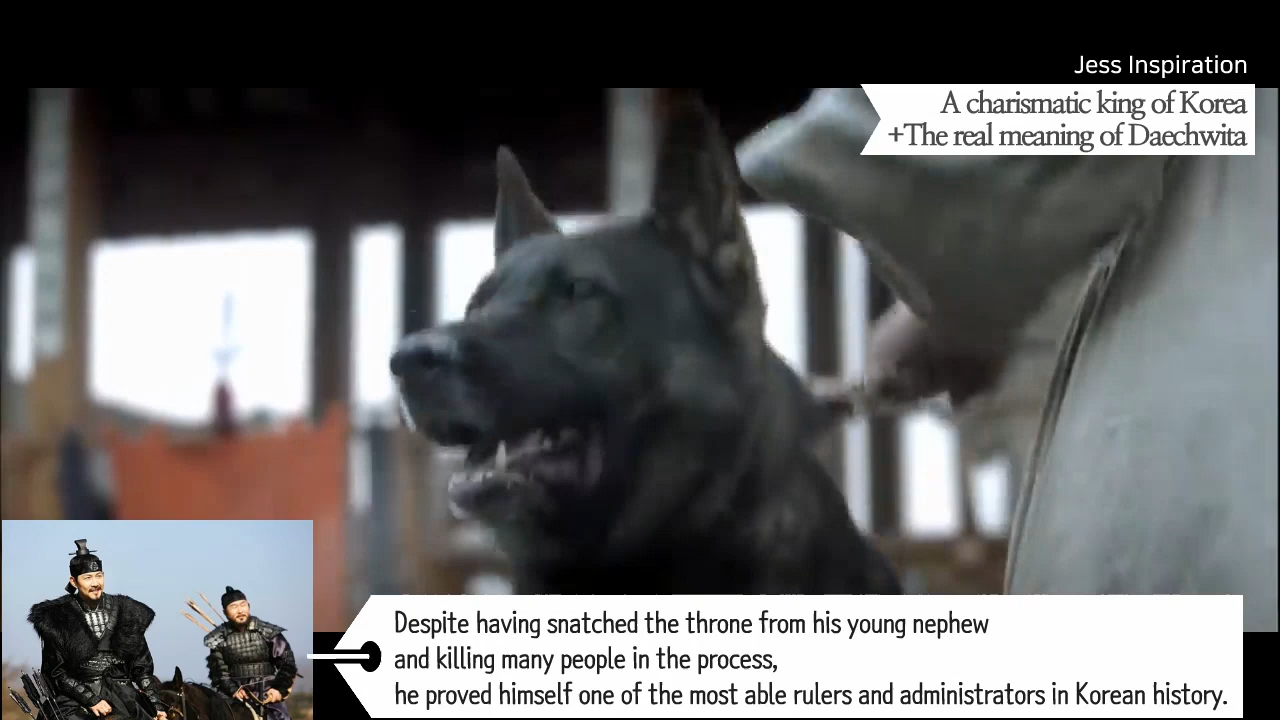 Jess Inspiration
A charismatic king of Korea
+The real meaning of Daechwita
Despite having snatched the throne from his young nephew
and killing many people in the process,
he proved himself one of the most able rulers and administrators in Korean history.